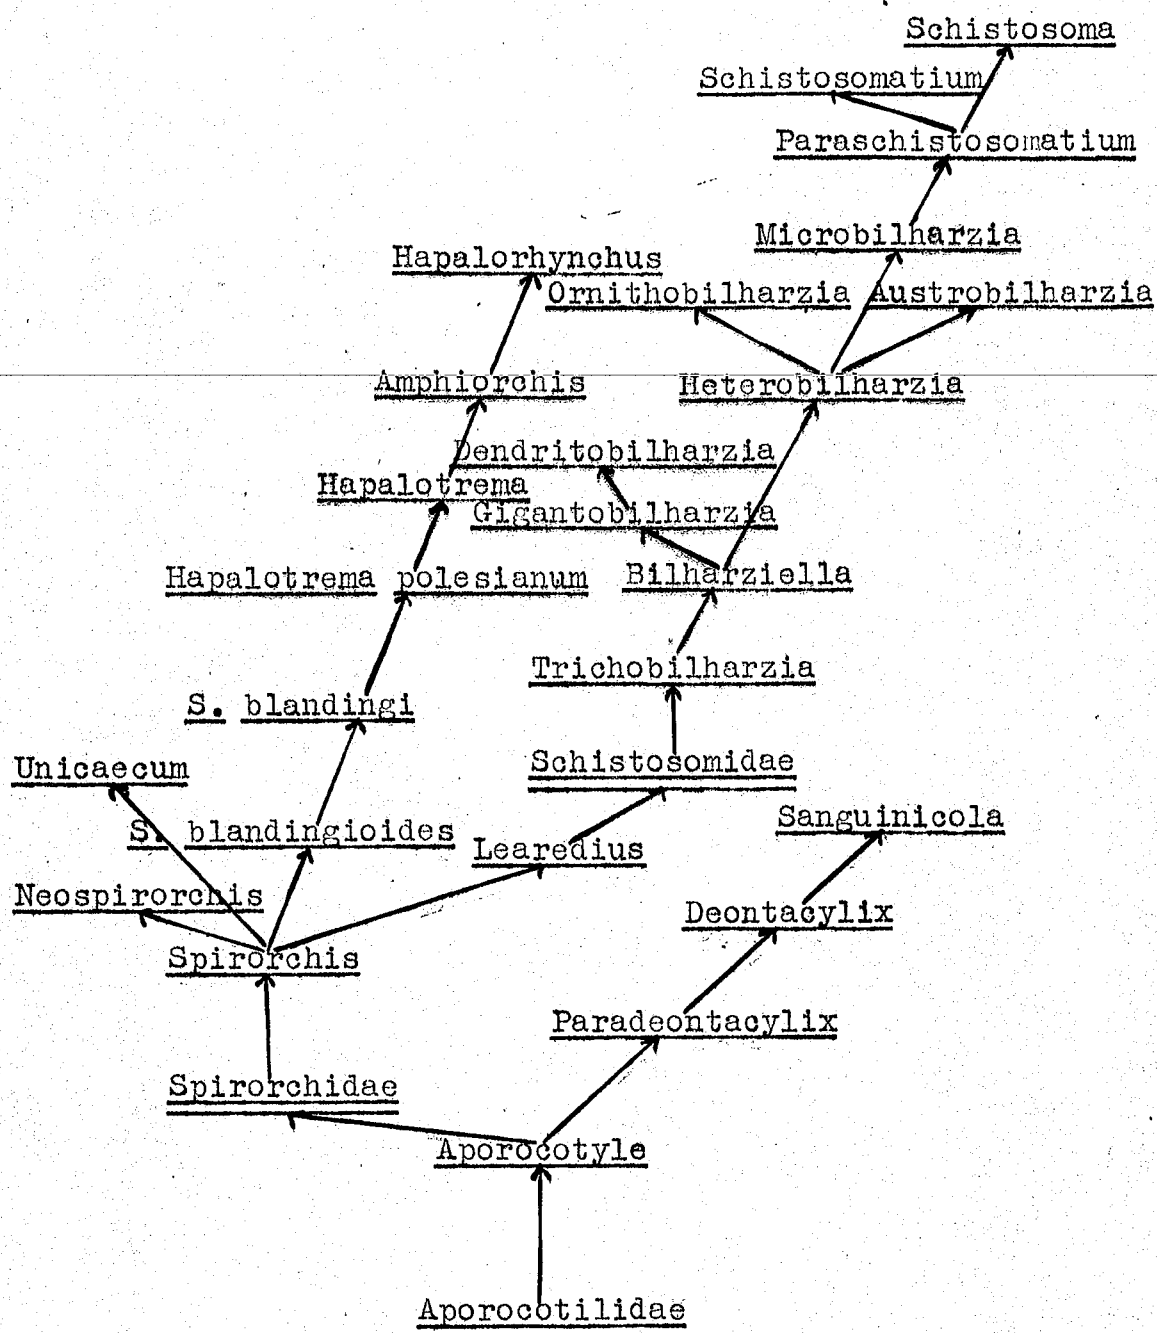 Schistosoma
Schistosomatium
Paraschistosomatium
Microbilharzia
Hapalorhynchus
Ornithobilharzia Austrobilharzia
Amphiorchis Heterobilharzia
Dendritobilharzia
Hapalotrema
Gigantobilharzia
Hapalotrema polesianum Bilharziella
Trichobilharzia
S. blandingi
Schistosomidae
Unicaecum
Sanguinicola
S. blandingioides
Learedius
Neospirorchis
Deontacylix
Spirorchis
Paradeontacylix
Spirorchidae
Aporocotyle
Aporocotilidae